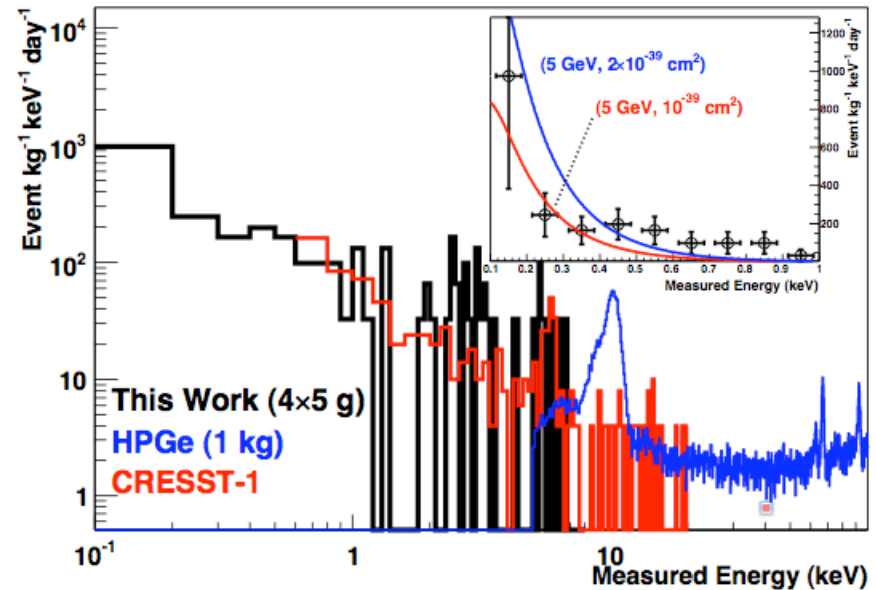 Event kg⁻¹ keV⁻¹ day⁻¹
10⁴
10³
10²
10
1
10⁻¹
1
10
Measured Energy (keV)
This Work (4×5 g)
HPGe (1 kg)
CRESST-1
(5 GeV, 2×10⁻³⁹ cm²)
(5 GeV, 10⁻³⁹ cm²)
1200
1000
800
600
400
200
Event kg⁻¹ keV⁻¹ day⁻¹
0.1 0.2 0.3 0.4 0.5 0.6 0.7 0.8 0.9 1
Measured Energy (keV)